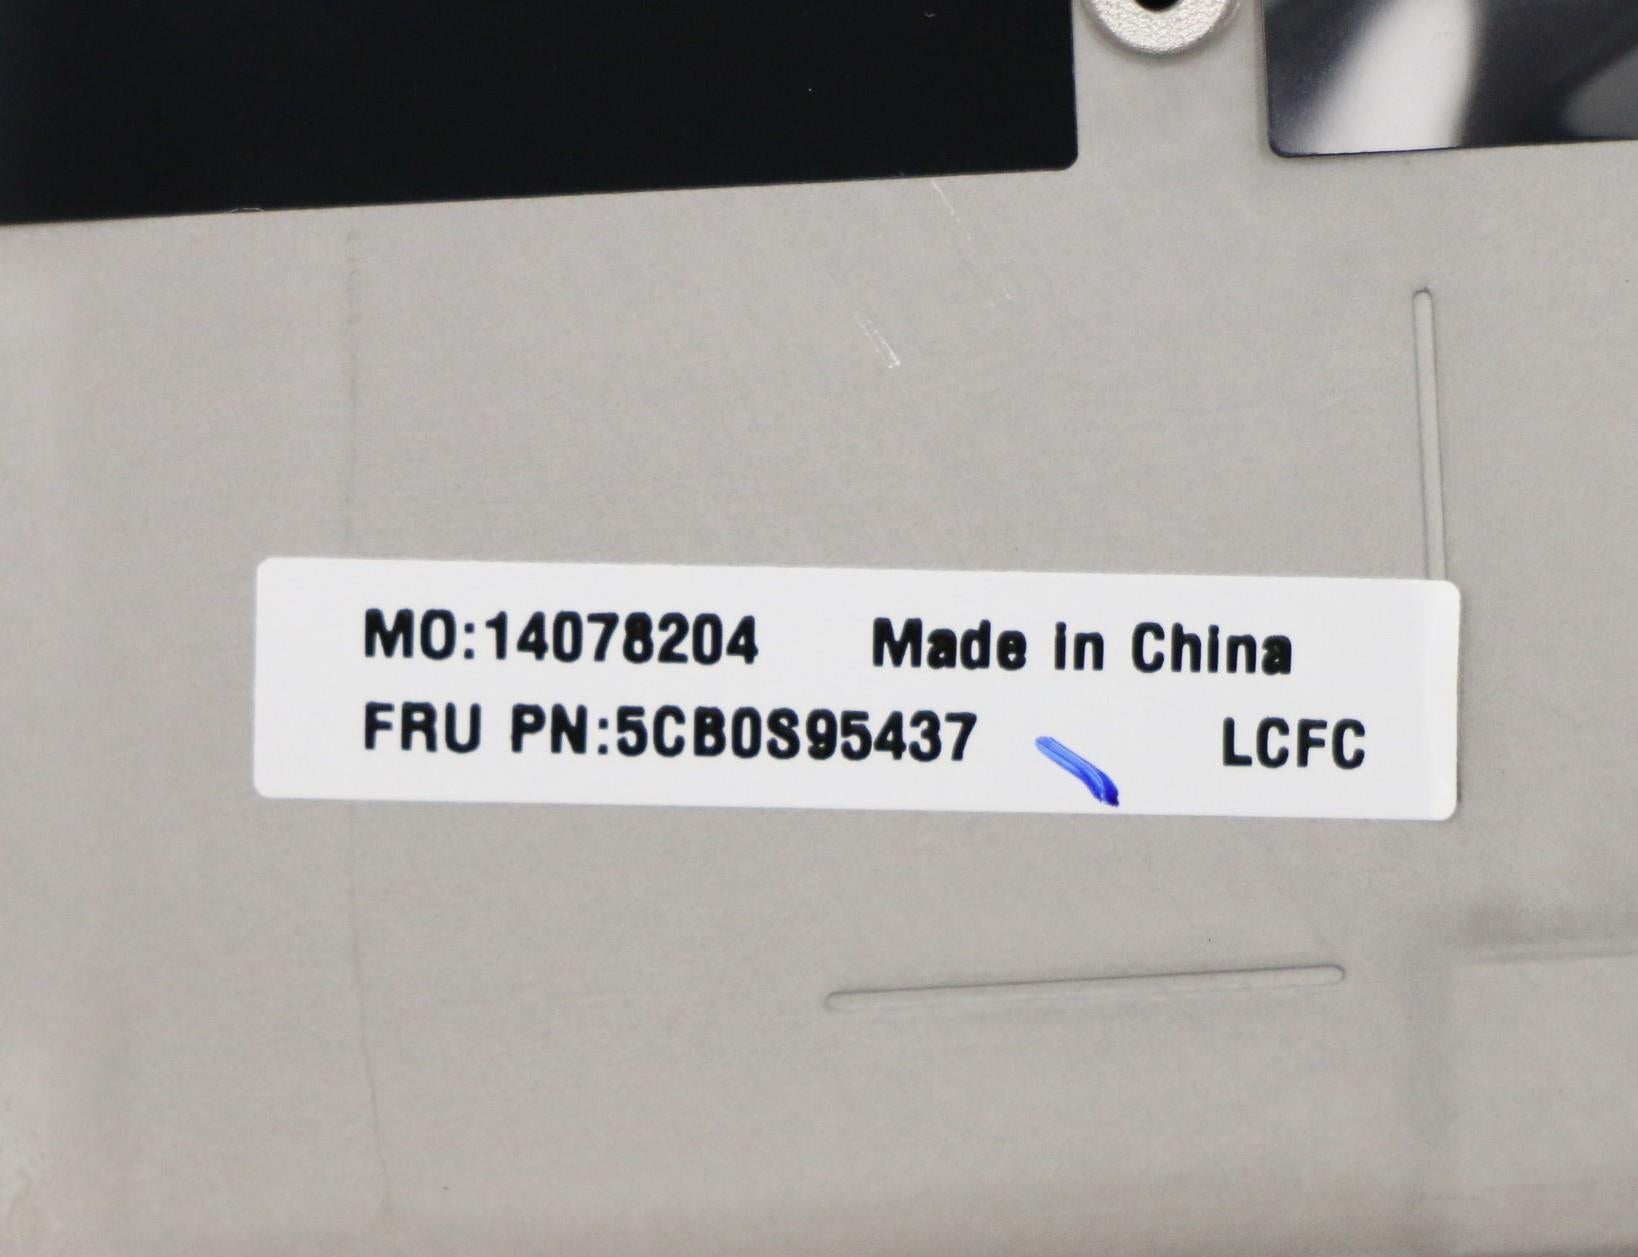 MO:14078204 Made in China
FRU PN:5CB0S95437 LCFC